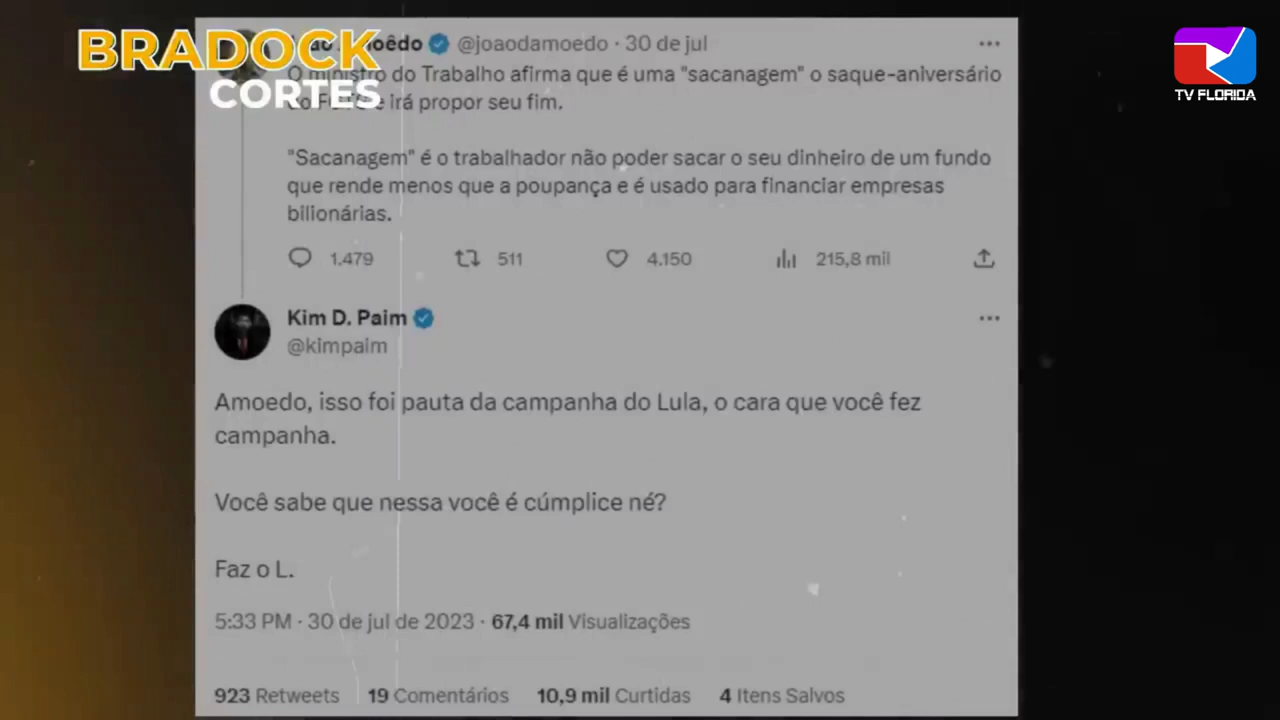 BRADOCK
CORTES
TV FLORIDA
oêdo @joaodamoedo · 30 de jul
O ministro do Trabalho afirma que é uma "sacanagem" o saque-aniversário
e irá propor seu fim.
"Sacanagem" é o trabalhador não poder sacar o seu dinheiro de um fundo
que rende menos que a poupança e é usado para financiar empresas
bilionárias.
1.479 511 4.150 215,8 mil
Kim D. Paim
@kimpaim
Amoedo, isso foi pauta da campanha do Lula, o cara que você fez
campanha.
Você sabe que nessa você é cúmplice né?
Faz o L.
5:33 PM · 30 de jul de 2023 · 67,4 mil Visualizações
923 Retweets 19 Comentários 10,9 mil Curtidas 4 Itens Salvos